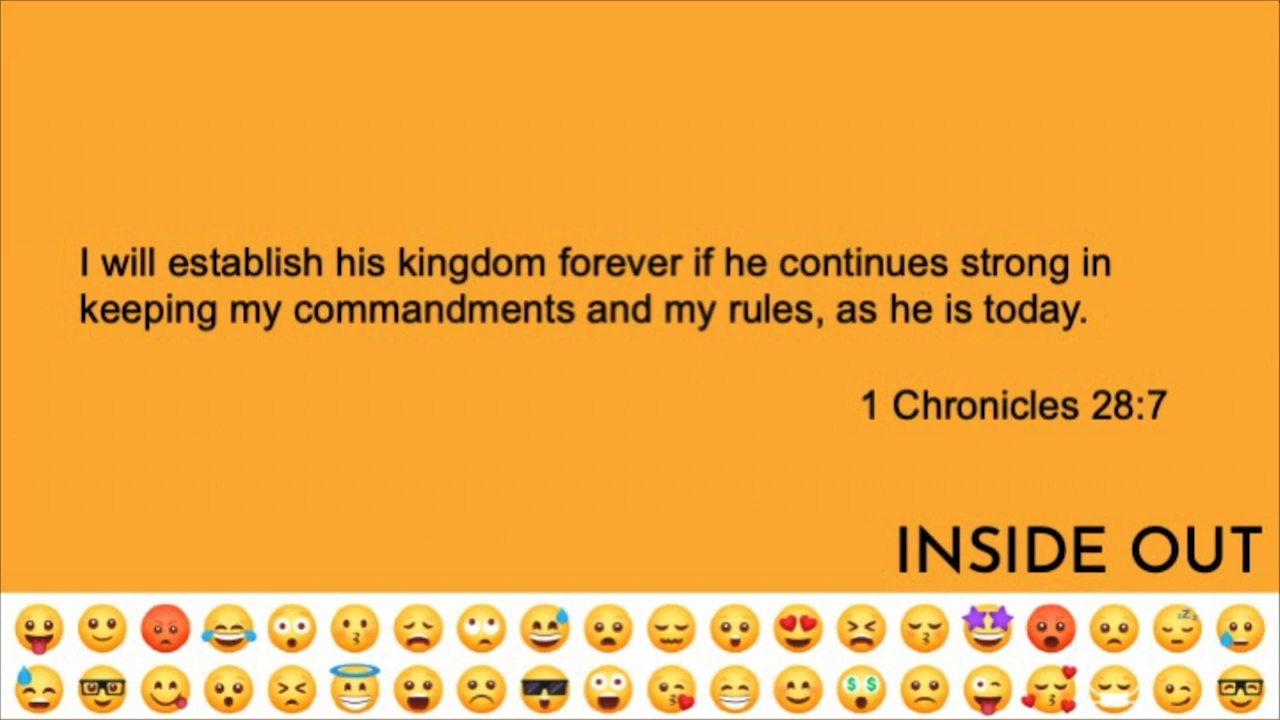 I will establish his kingdom forever if he continues strong in
keeping my commandments and my rules, as he is today.
1 Chronicles 28:7
INSIDE OUT